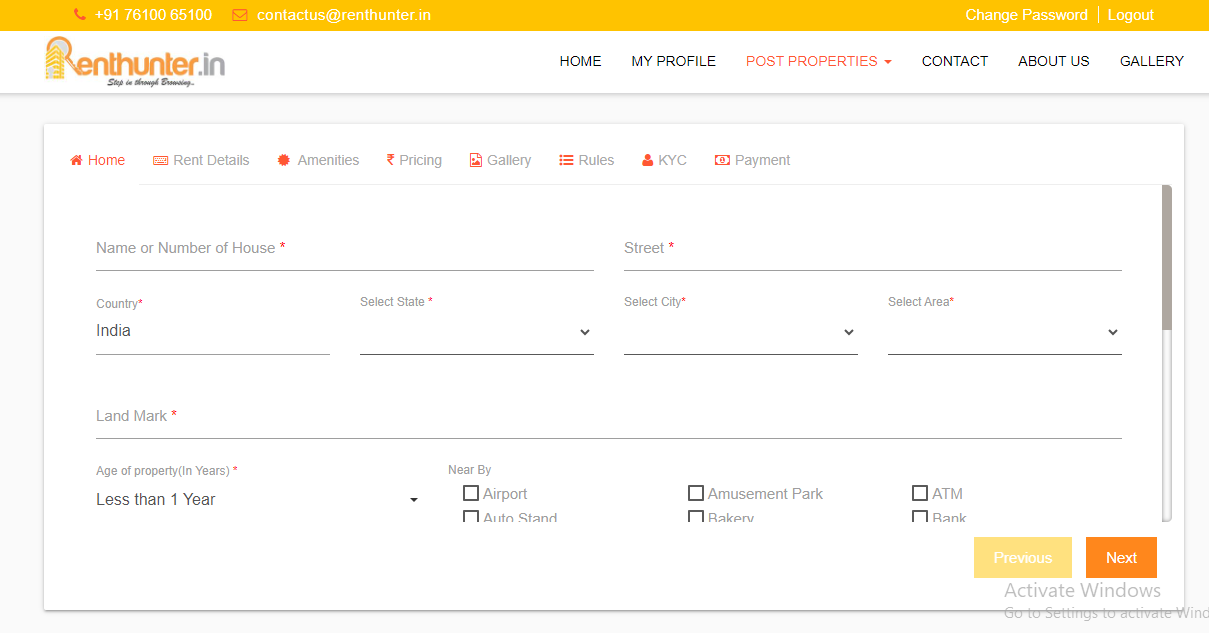 +91 76100 65100 contactus@renthunter.in Change Password Logout
Renthunter.in
Step in through Browsing..
HOME MY PROFILE POST PROPERTIES CONTACT ABOUT US GALLERY
Home Rent Details Amenities ₹ Pricing Gallery Rules KYC Payment
Name or Number of House * Street *
Country* Select State * Select City* Select Area*
India
Land Mark *
Age of property(In Years) * Near By
Less than 1 Year Airport Amusement Park ATM
Auto Stand Bakery Bank
Previous Next
Activate Windows
Go to Settings to activate Wind